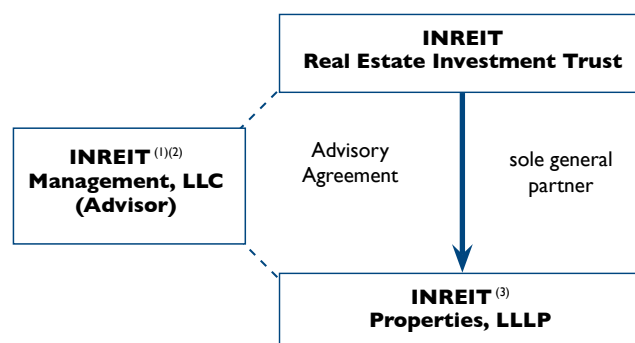 INREIT
Real Estate Investment Trust
INREIT (1)(2)
Management, LLC
(Advisor)
Advisory
Agreement
sole general
partner
INREIT (3)
Properties, LLLP